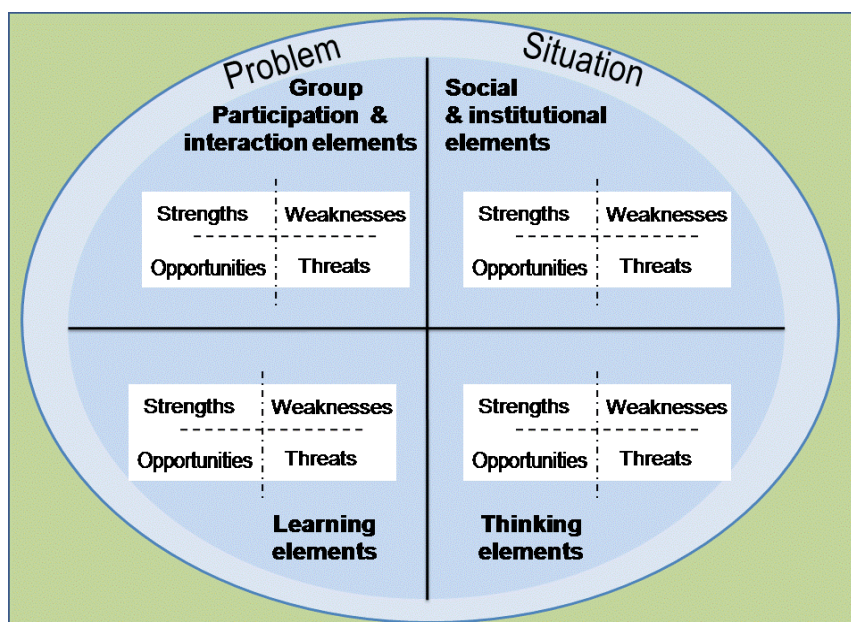 Problem Situation
Group
Participation &
interaction elements
Social
& institutional
elements
Strengths Weaknesses
Opportunities Threats
Strengths Weaknesses
Opportunities Threats
Strengths Weaknesses
Opportunities Threats
Learning
elements
Strengths Weaknesses
Opportunities Threats
Thinking
elements